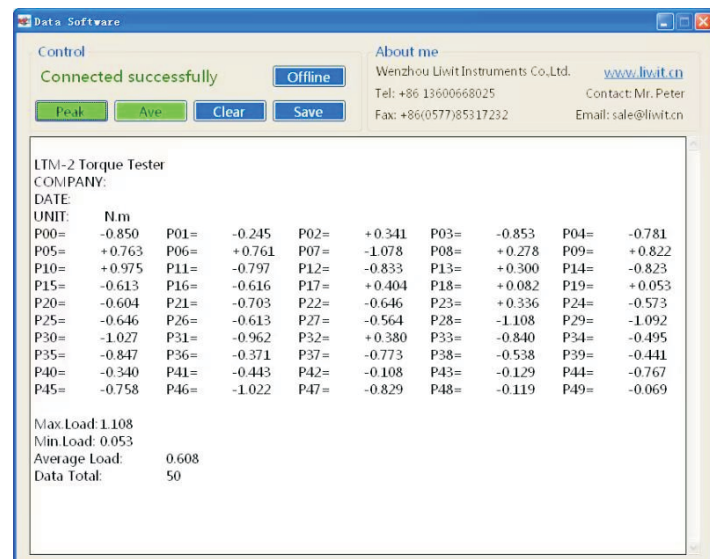 Data Software
Control
Connected successfully Offline
Peak Ave Clear Save
About me
Wenzhou Liwit Instruments Co.,Ltd. www.liwit.cn
Tel: +86 13600668025 Contact: Mr. Peter
Fax: +86(0577)85317232 Email: sale@liwit.cn
LTM-2 Torque Tester
COMPANY:
DATE:
UNIT: N.m
P00= -0.850 P01= -0.245 P02= +0.341 P03= -0.853 P04= -0.781
P05= +0.763 P06= +0.761 P07= -1.078 P08= +0.278 P09= +0.822
P10= +0.975 P11= -0.797 P12= -0.833 P13= +0.300 P14= -0.823
P15= -0.613 P16= -0.616 P17= +0.404 P18= +0.082 P19= +0.053
P20= -0.604 P21= -0.703 P22= -0.646 P23= +0.336 P24= -0.573
P25= -0.646 P26= -0.613 P27= -0.564 P28= -1.108 P29= -1.092
P30= -1.027 P31= -0.962 P32= +0.380 P33= -0.840 P34= -0.495
P35= -0.847 P36= -0.371 P37= -0.773 P38= -0.538 P39= -0.441
P40= -0.340 P41= -0.443 P42= -0.108 P43= -0.129 P44= -0.767
P45= -0.758 P46= -1.022 P47= -0.829 P48= -0.119 P49= -0.069
Max.Load: 1.108
Min.Load: 0.053
Average Load: 0.608
Data Total: 50